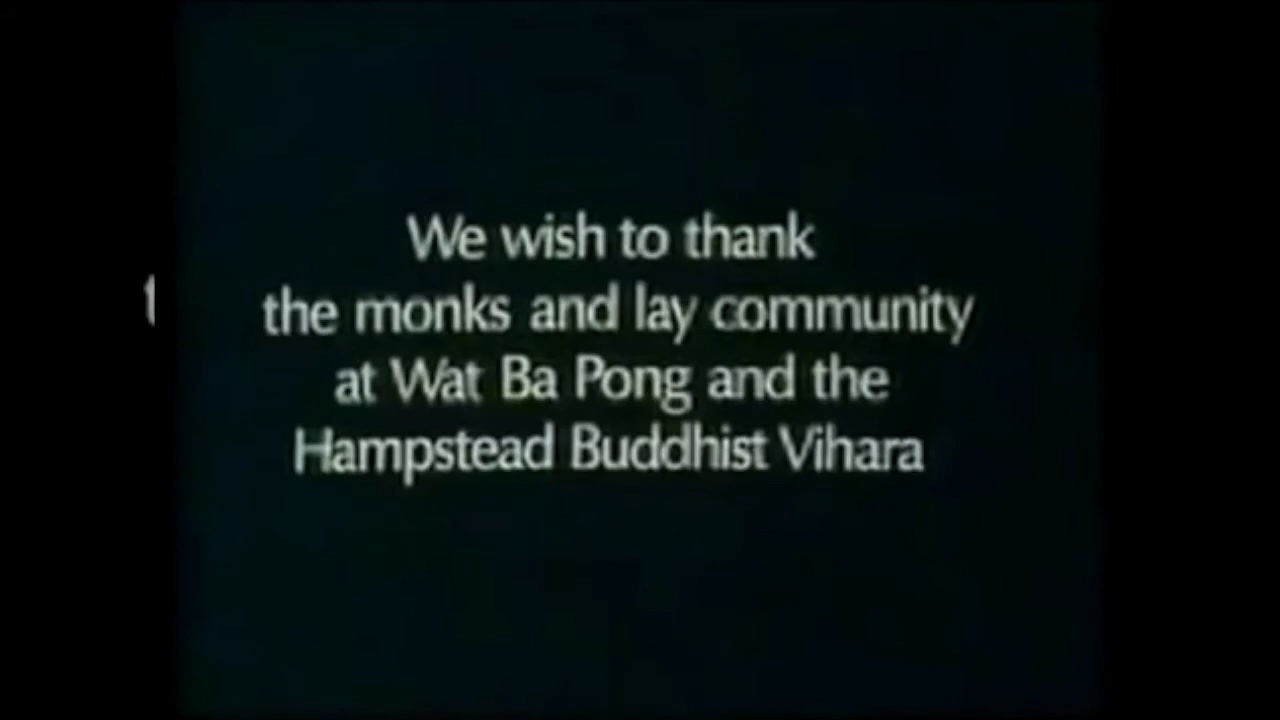 We wish to thank
the monks and lay community
at Wat Ba Pong and the
Hampstead Buddhist Vihara